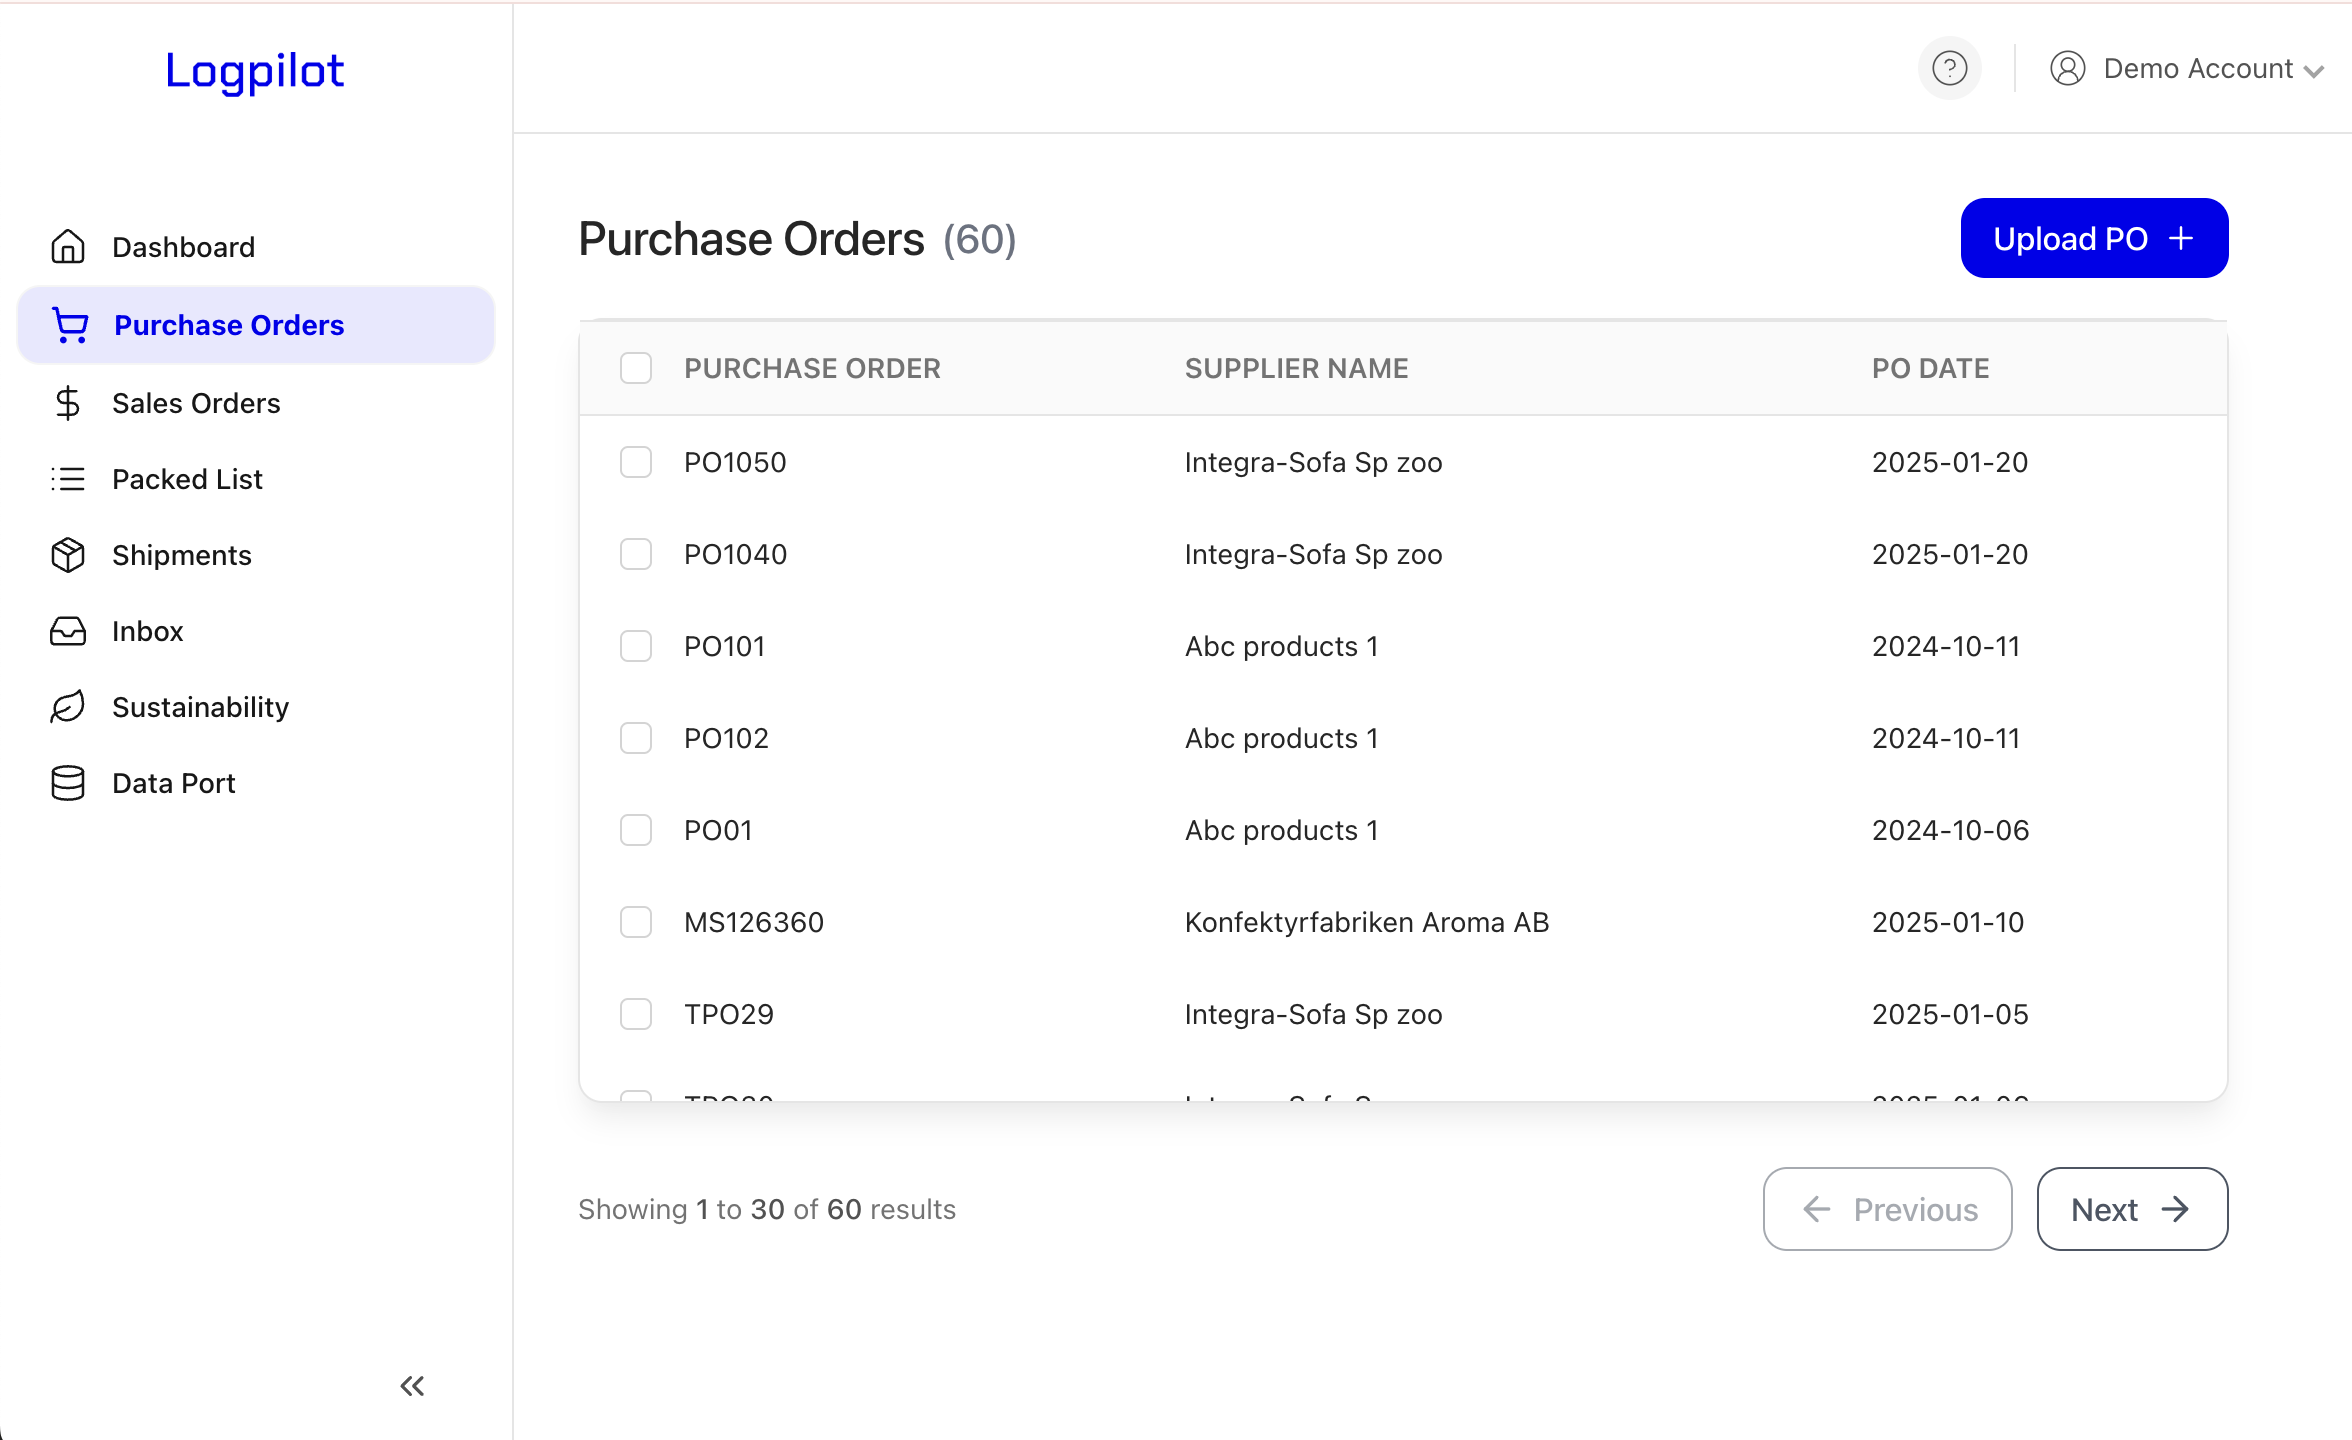 Logpilot
Demo Account
Dashboard
Purchase Orders
Sales Orders
Packed List
Shipments
Inbox
Sustainability
Data Port
Purchase Orders (60)
Upload PO +
PURCHASE ORDER SUPPLIER NAME PO DATE
PO1050 Integra-Sofa Sp zoo 2025-01-20
PO1040 Integra-Sofa Sp zoo 2025-01-20
PO101 Abc products 1 2024-10-11
PO102 Abc products 1 2024-10-11
PO01 Abc products 1 2024-10-06
MS126360 Konfektyrfabriken Aroma AB 2025-01-10
TPO29 Integra-Sofa Sp zoo 2025-01-05
Showing 1 to 30 of 60 results
← Previous
Next →